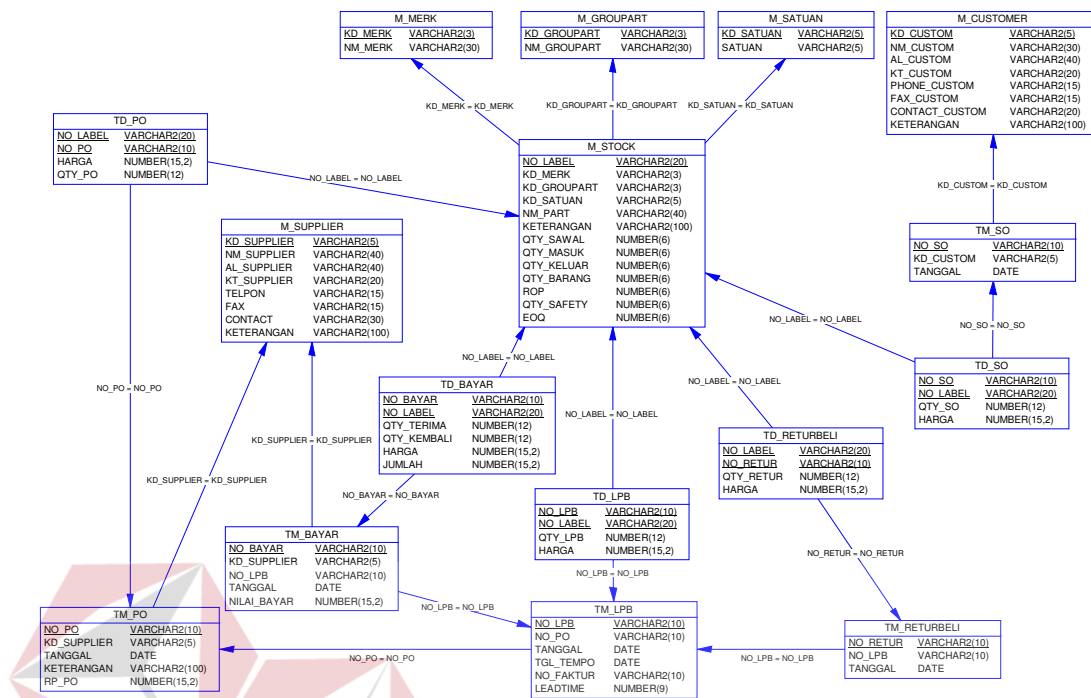 M_MERK
KD_MERK VARCHAR2(3)
NM_MERK VARCHAR2(30)
M_GROUPART
KD_GROUPART VARCHAR2(3)
NM_GROUPART VARCHAR2(30)
M_SATUAN
KD_SATUAN VARCHAR2(5)
SATUAN VARCHAR2(5)
M_CUSTOMER
KD_CUSTOM VARCHAR2(5)
NM_CUSTOM VARCHAR2(30)
AL_CUSTOM VARCHAR2(40)
KT_CUSTOM VARCHAR2(20)
PHONE_CUSTOM VARCHAR2(15)
FAX_CUSTOM VARCHAR2(15)
CONTACT_CUSTOM VARCHAR2(20)
KETERANGAN VARCHAR2(100)
KD_MERK = KD_MERK
KD_GROUPART = KD_GROUPART
KD_SATUAN = KD_SATUAN
TD_PO
NO_LABEL VARCHAR2(20)
NO_PO VARCHAR2(10)
HARGA NUMBER(15,2)
QTY_PO NUMBER(12)
NO_LABEL = NO_LABEL
M_STOCK
NO_LABEL VARCHAR2(20)
KD_MERK VARCHAR2(3)
KD_GROUPART VARCHAR2(3)
KD_SATUAN VARCHAR2(5)
NM_PART VARCHAR2(40)
KETERANGAN VARCHAR2(100)
QTY_SAWAL NUMBER(6)
QTY_MASUK NUMBER(6)
QTY_KELUAR NUMBER(6)
QTY_BARANG NUMBER(6)
ROP NUMBER(6)
QTY_SAFETY NUMBER(6)
EOQ NUMBER(6)
KD_CUSTOM = KD_CUSTOM
M_SUPPLIER
KD_SUPPLIER VARCHAR2(5)
NM_SUPPLIER VARCHAR2(40)
AL_SUPPLIER VARCHAR2(40)
KT_SUPPLIER VARCHAR2(20)
TELPON VARCHAR2(15)
FAX VARCHAR2(15)
CONTACT VARCHAR2(30)
KETERANGAN VARCHAR2(100)
TM_SO
NO_SO VARCHAR2(10)
KD_CUSTOM VARCHAR2(5)
TANGGAL DATE
NO_LABEL = NO_LABEL
NO_SO = NO_SO
NO_LABEL = NO_LABEL
TD_SO
NO_SO VARCHAR2(10)
NO_LABEL VARCHAR2(20)
QTY_SO NUMBER(12)
HARGA NUMBER(15,2)
NO_PO = NO_PO
TD_BAYAR
NO_BAYAR VARCHAR2(10)
NO_LABEL VARCHAR2(20)
QTY_TERIMA NUMBER(12)
QTY_KEMBALI NUMBER(12)
HARGA NUMBER(15,2)
JUMLAH NUMBER(15,2)
NO_LABEL = NO_LABEL
NO_LABEL = NO_LABEL
KD_SUPPLIER = KD_SUPPLIER
TD_RETURBELI
NO_LABEL VARCHAR2(20)
NO_RETUR VARCHAR2(10)
QTY_RETUR NUMBER(12)
HARGA NUMBER(15,2)
KD_SUPPLIER = KD_SUPPLIER
NO_BAYAR = NO_BAYAR
TD_LPB
NO_LPB VARCHAR2(10)
NO_LABEL VARCHAR2(20)
QTY_LPB NUMBER(12)
HARGA NUMBER(15,2)
TM_BAYAR
NO_BAYAR VARCHAR2(10)
KD_SUPPLIER VARCHAR2(5)
NO_LPB VARCHAR2(10)
TANGGAL DATE
NILAI_BAYAR NUMBER(15,2)
NO_RETUR = NO_RETUR
NO_LPB = NO_LPB
NO_LPB = NO_LPB
TM_PO
NO_PO VARCHAR2(10)
KD_SUPPLIER VARCHAR2(5)
TANGGAL DATE
KETERANGAN VARCHAR2(100)
RP_PO NUMBER(15,2)
NO_PO = NO_PO
TM_LPB
NO_LPB VARCHAR2(10)
NO_PO VARCHAR2(10)
TANGGAL DATE
TGL_TEMPO DATE
NO_FAKTUR VARCHAR2(10)
LEADTIME NUMBER(9)
NO_LPB = NO_LPB
TM_RETURBELI
NO_RETUR VARCHAR2(10)
NO_LPB VARCHAR2(10)
TANGGAL DATE